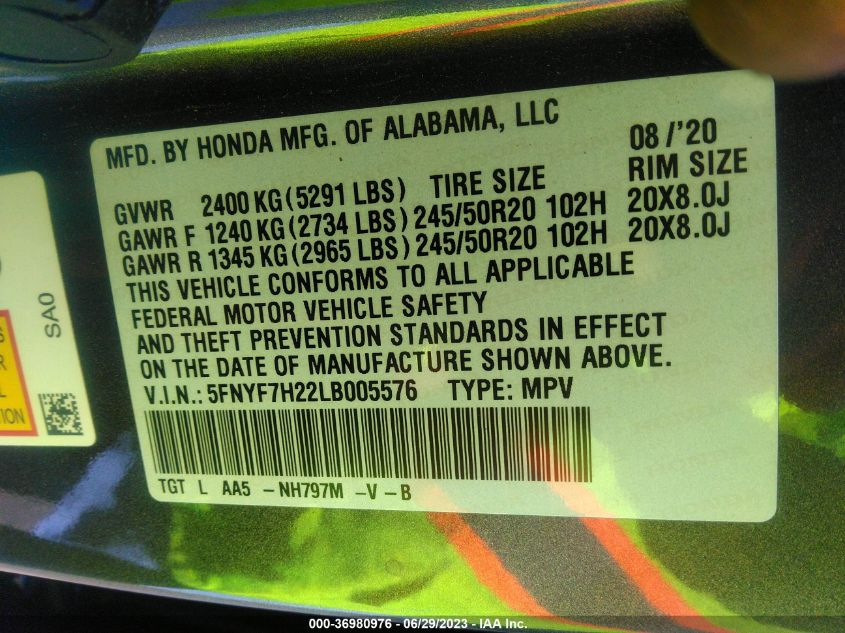 MFD. BY HONDA MFG. OF ALABAMA, LLC
08 /'20
GVWR 2400 KG (5291 LBS) TIRE SIZE RIM SIZE
GAWR F 1240 KG (2734 LBS) 245/50R20 102H 20X8.0J
GAWR R 1345 KG (2965 LBS) 245/50R20 102H 20X8.0J
THIS VEHICLE CONFORMS TO ALL APPLICABLE
FEDERAL MOTOR VEHICLE SAFETY
AND THEFT PREVENTION STANDARDS IN EFFECT
ON THE DATE OF MANUFACTURE SHOWN ABOVE.
V.I.N.: 5FNYF7H22LB005576 TYPE: MPV
TGT L AA5 -NH797M -V-B
SA0
000-36980976 - 06/29/2023 - IAA Inc.